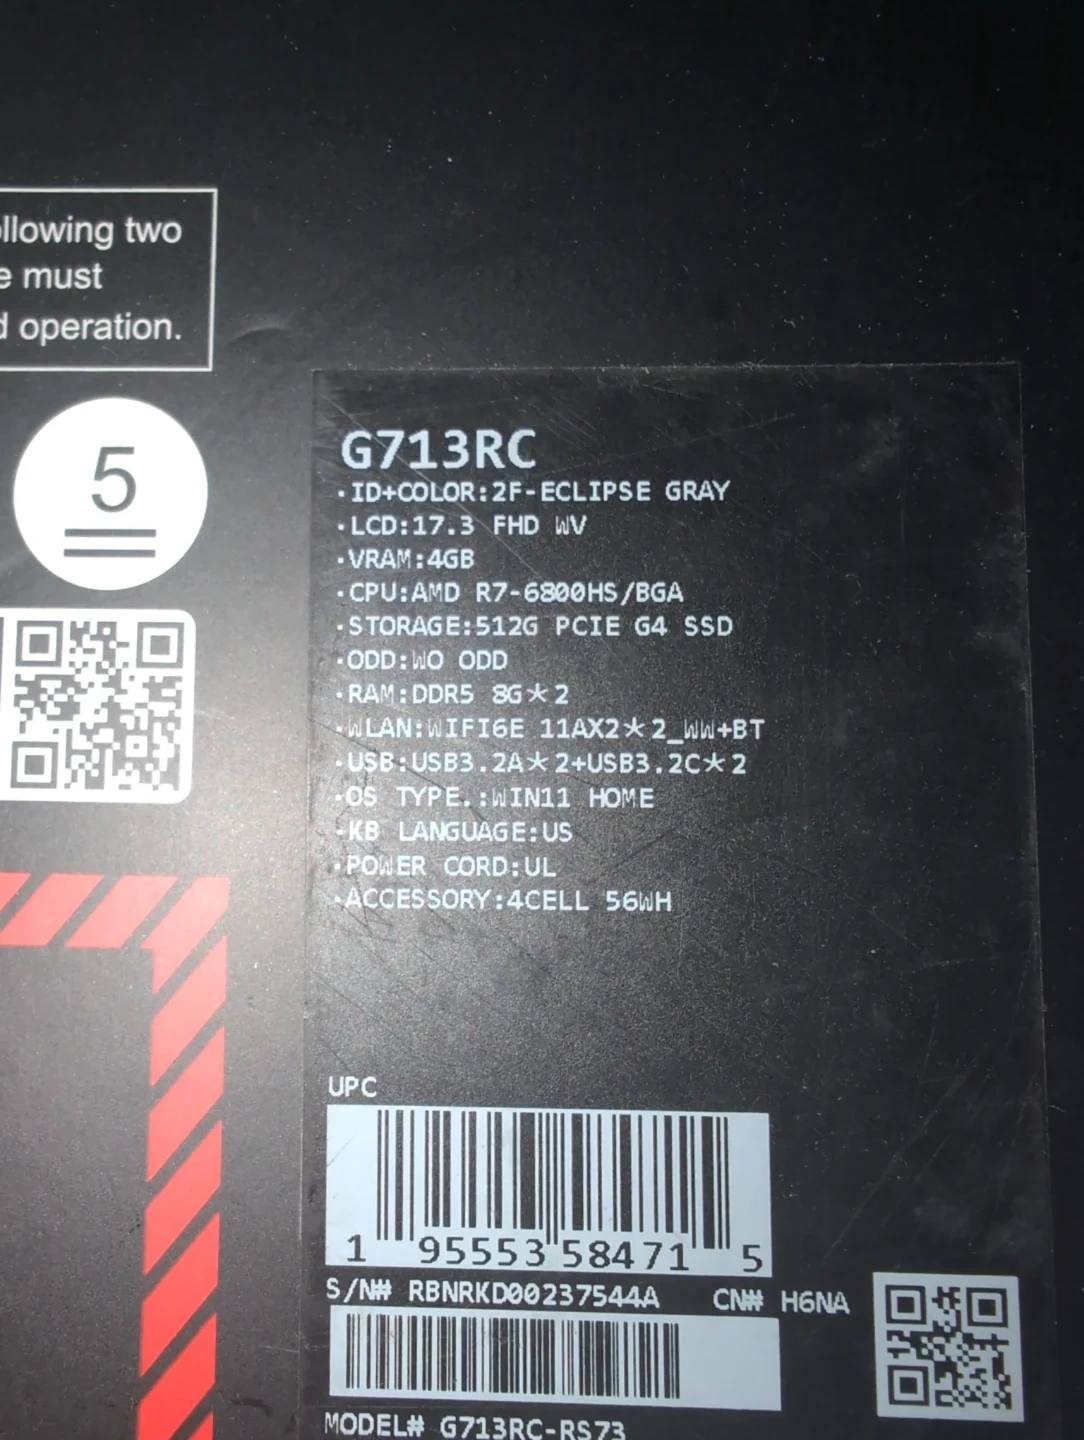 llowing two
e must
d operation.
5
G713RC
·ID+COLOR:2F-ECLIPSE GRAY
·LCD:17.3 FHD WV
·VRAM:4GB
·CPU:AMD R7-6800HS/BGA
·STORAGE:512G PCIE G4 SSD
·ODD:WO ODD
·RAM:DDR5 8G*2
·WLAN:WIFI6E 11AX2*2_WW+BT
·USB:USB3.2A*2+USB3.2C*2
·OS TYPE.:WIN11 HOME
·KB LANGUAGE:US
·POWER CORD:UL
·ACCESSORY:4CELL 56WH
UPC
1 95553 58471 5
S/N# RBNRKD00237544A CN# H6NA
MODEL# G713RC-RS73